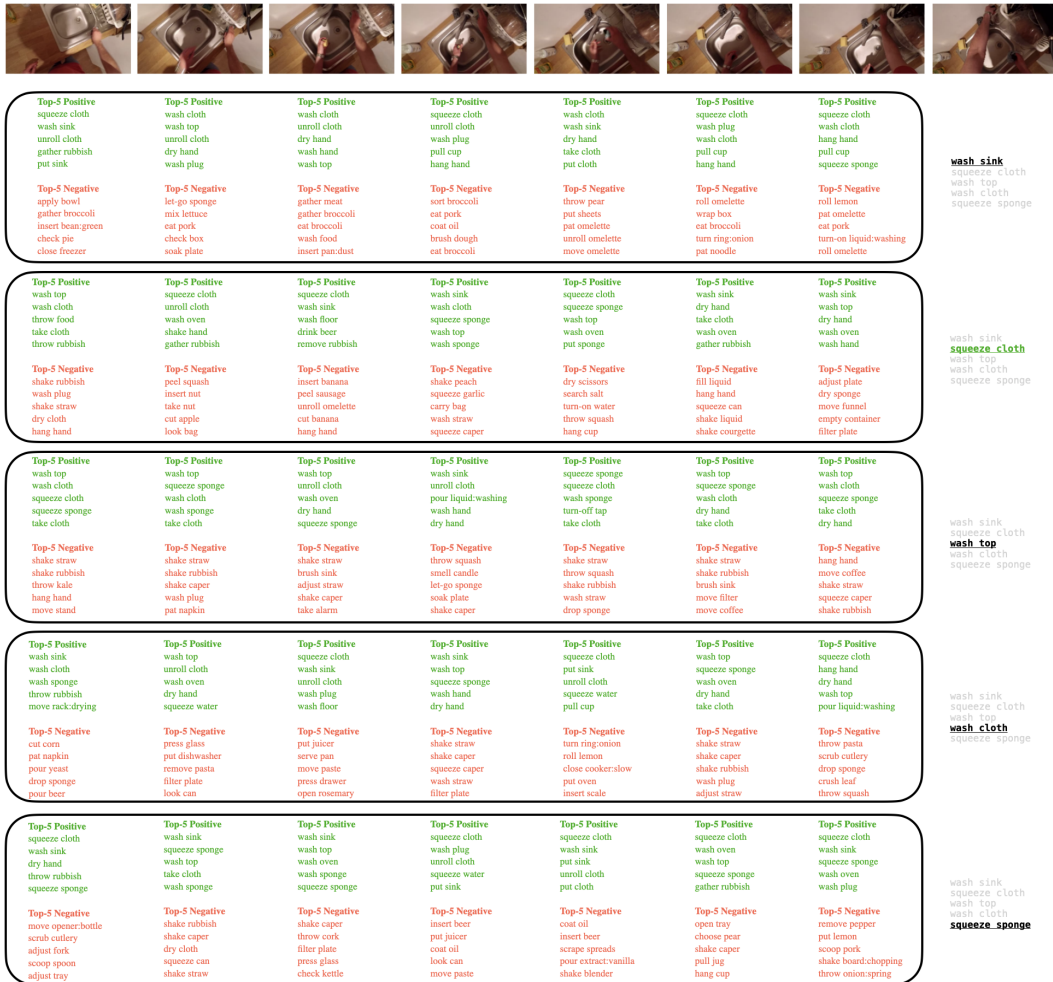 Top-5 Positive
squeeze cloth
wash sink
unroll cloth
gather rubbish
put sink
Top-5 Negative
apply bowl
gather broccoli
insert bean:green
check pie
close freezer
Top-5 Positive
wash cloth
wash top
unroll cloth
dry hand
wash plug
Top-5 Negative
let-go sponge
mix lettuce
eat pork
check box
soak plate
Top-5 Positive
wash cloth
unroll cloth
dry hand
wash hand
wash top
Top-5 Negative
gather meat
gather broccoli
eat broccoli
wash food
insert pan:dust
Top-5 Positive
squeeze cloth
unroll cloth
wash plug
pull cup
hang hand
Top-5 Negative
sort broccoli
eat pork
coat oil
brush dough
eat broccoli
Top-5 Positive
wash cloth
wash sink
dry hand
take cloth
put cloth
Top-5 Negative
throw pear
put sheets
pat omelette
unroll omelette
move omelette
Top-5 Positive
squeeze cloth
wash plug
wash cloth
pull cup
hang hand
Top-5 Negative
roll omelette
wrap box
eat broccoli
turn ring:onion
pat noodle
Top-5 Positive
squeeze cloth
wash cloth
hang hand
pull cup
squeeze sponge
Top-5 Negative
roll lemon
pat omelette
eat pork
turn-on liquid:washing
roll omelette
wash sink
squeeze cloth
wash top
wash cloth
squeeze sponge
Top-5 Positive
wash top
wash cloth
throw food
take cloth
throw rubbish
Top-5 Negative
shake rubbish
wash plug
shake straw
dry cloth
hang hand
Top-5 Positive
squeeze cloth
unroll cloth
wash oven
shake hand
gather rubbish
Top-5 Negative
peel squash
insert nut
take nut
cut apple
look bag
Top-5 Positive
squeeze cloth
wash sink
wash floor
drink beer
remove rubbish
Top-5 Negative
insert banana
peel sausage
unroll omelette
cut banana
hang hand
Top-5 Positive
wash sink
wash cloth
squeeze sponge
wash top
wash sponge
Top-5 Negative
shake peach
squeeze garlic
carry bag
wash straw
squeeze caper
Top-5 Positive
squeeze cloth
squeeze sponge
wash top
wash oven
put sponge
Top-5 Negative
dry scissors
search salt
turn-on water
throw squash
hang cup
Top-5 Positive
wash sink
dry hand
take cloth
wash oven
gather rubbish
Top-5 Negative
fill liquid
hang hand
squeeze can
shake liquid
shake courgette
Top-5 Positive
wash sink
wash top
dry hand
wash oven
wash hand
Top-5 Negative
adjust plate
dry sponge
move funnel
empty container
filter plate
wash sink
squeeze cloth
wash top
wash cloth
squeeze sponge
Top-5 Positive
wash top
wash cloth
squeeze cloth
squeeze sponge
take cloth
Top-5 Negative
shake straw
shake rubbish
throw kale
hang hand
move stand
Top-5 Positive
wash top
squeeze sponge
wash cloth
wash sponge
take cloth
Top-5 Negative
shake straw
shake rubbish
shake caper
wash plug
pat napkin
Top-5 Positive
wash top
unroll cloth
wash oven
dry hand
squeeze sponge
Top-5 Negative
shake straw
brush sink
adjust straw
shake caper
take alarm
Top-5 Positive
wash sink
unroll cloth
pour liquid:washing
wash hand
dry hand
Top-5 Negative
throw squash
smell candle
let-go sponge
soak plate
shake caper
Top-5 Positive
squeeze sponge
squeeze cloth
wash sponge
turn-off tap
take cloth
Top-5 Negative
shake straw
throw squash
shake rubbish
wash straw
drop sponge
Top-5 Positive
wash top
squeeze sponge
wash cloth
dry hand
take cloth
Top-5 Negative
shake straw
shake rubbish
brush sink
move filter
move coffee
Top-5 Positive
wash top
wash cloth
squeeze sponge
take cloth
dry hand
Top-5 Negative
hang hand
move coffee
shake straw
squeeze caper
shake rubbish
wash sink
squeeze cloth
wash top
wash cloth
squeeze sponge
Top-5 Positive
wash sink
wash cloth
wash sponge
throw rubbish
move rack:drying
Top-5 Negative
cut corn
pat napkin
pour yeast
drop sponge
pour beer
Top-5 Positive
wash top
unroll cloth
wash oven
dry hand
squeeze water
Top-5 Negative
press glass
put dishwasher
remove pasta
filter plate
look can
Top-5 Positive
squeeze cloth
wash sink
unroll cloth
wash plug
wash floor
Top-5 Negative
put juicer
serve pan
move paste
press drawer
open rosemary
Top-5 Positive
wash sink
wash top
squeeze sponge
wash hand
dry hand
Top-5 Negative
shake straw
shake caper
squeeze caper
wash straw
filter plate
Top-5 Positive
squeeze cloth
put sink
unroll cloth
squeeze water
pull cup
Top-5 Negative
turn ring:onion
roll lemon
close cooker:slow
put oven
insert scale
Top-5 Positive
wash top
squeeze sponge
wash oven
dry hand
take cloth
Top-5 Negative
shake straw
shake caper
shake rubbish
wash plug
adjust straw
Top-5 Positive
squeeze cloth
hang hand
dry hand
wash top
pour liquid:washing
Top-5 Negative
throw pasta
scrub cutlery
drop sponge
crush leaf
throw squash
wash sink
squeeze cloth
wash top
wash cloth
squeeze sponge
Top-5 Positive
squeeze cloth
wash sink
dry hand
throw rubbish
squeeze sponge
Top-5 Negative
move opener:bottle
scrub cutlery
adjust fork
scoop spoon
adjust tray
Top-5 Positive
wash sink
squeeze sponge
wash top
take cloth
wash sponge
Top-5 Negative
shake rubbish
shake caper
dry cloth
squeeze can
shake straw
Top-5 Positive
wash sink
wash top
wash oven
wash sponge
squeeze sponge
Top-5 Negative
shake caper
throw cork
filter plate
press glass
check kettle
Top-5 Positive
squeeze cloth
wash plug
unroll cloth
squeeze water
put sink
Top-5 Negative
insert beer
put juicer
coat oil
look can
move paste
Top-5 Positive
squeeze cloth
wash sink
put sink
unroll cloth
put cloth
Top-5 Negative
coat oil
insert beer
scrape spreads
pour extract:vanilla
shake blender
Top-5 Positive
squeeze cloth
wash oven
wash top
squeeze sponge
gather rubbish
Top-5 Negative
open tray
choose pear
shake caper
pull jug
hang cup
Top-5 Positive
squeeze cloth
wash sink
squeeze sponge
wash oven
wash plug
Top-5 Negative
remove pepper
put lemon
scoop pork
shake board:chopping
throw onion:spring
wash sink
squeeze cloth
wash top
wash cloth
squeeze sponge